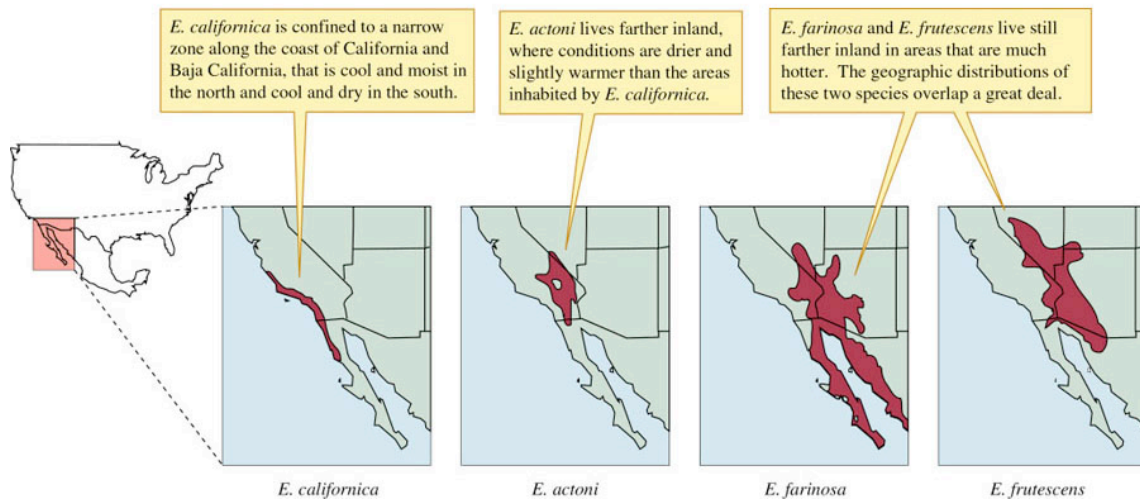 E. californica is confined to a narrow
zone along the coast of California and
Baja California, that is cool and moist in
the north and cool and dry in the south.
E. actoni lives farther inland,
where conditions are drier and
slightly warmer than the areas
inhabited by E. californica.
E. farinosa and E. frutescens live still
farther inland in areas that are much
hotter. The geographic distributions of
these two species overlap a great deal.
E. californica
E. actoni
E. farinosa
E. frutescens